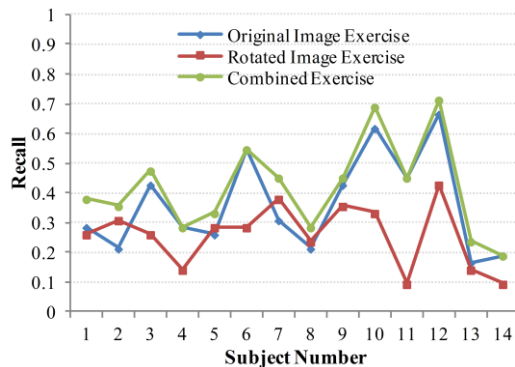 1
0.9
0.8
0.7
0.6
0.5
0.4
0.3
0.2
0.1
0
Recall
Original Image Exercise
Rotated Image Exercise
Combined Exercise
1 2 3 4 5 6 7 8 9 10 11 12 13 14
Subject Number